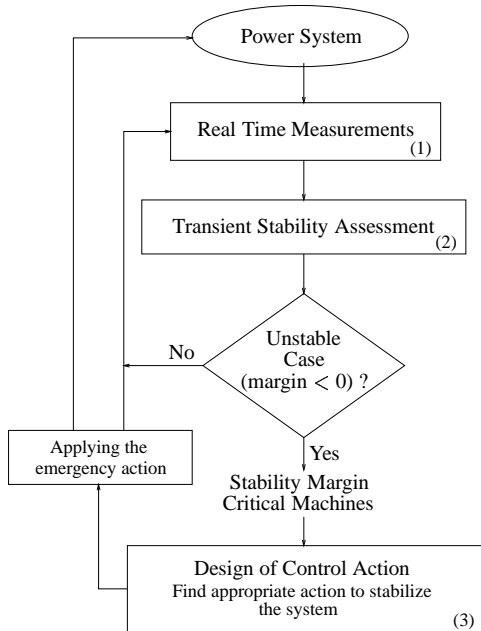 Power System
Real Time Measurements
(1)
Transient Stability Assessment
(2)
Unstable
Case
(margin < 0) ?
No
Yes
Applying the
emergency action
Stability Margin
Critical Machines
Design of Control Action
Find appropriate action to stabilize
the system
(3)